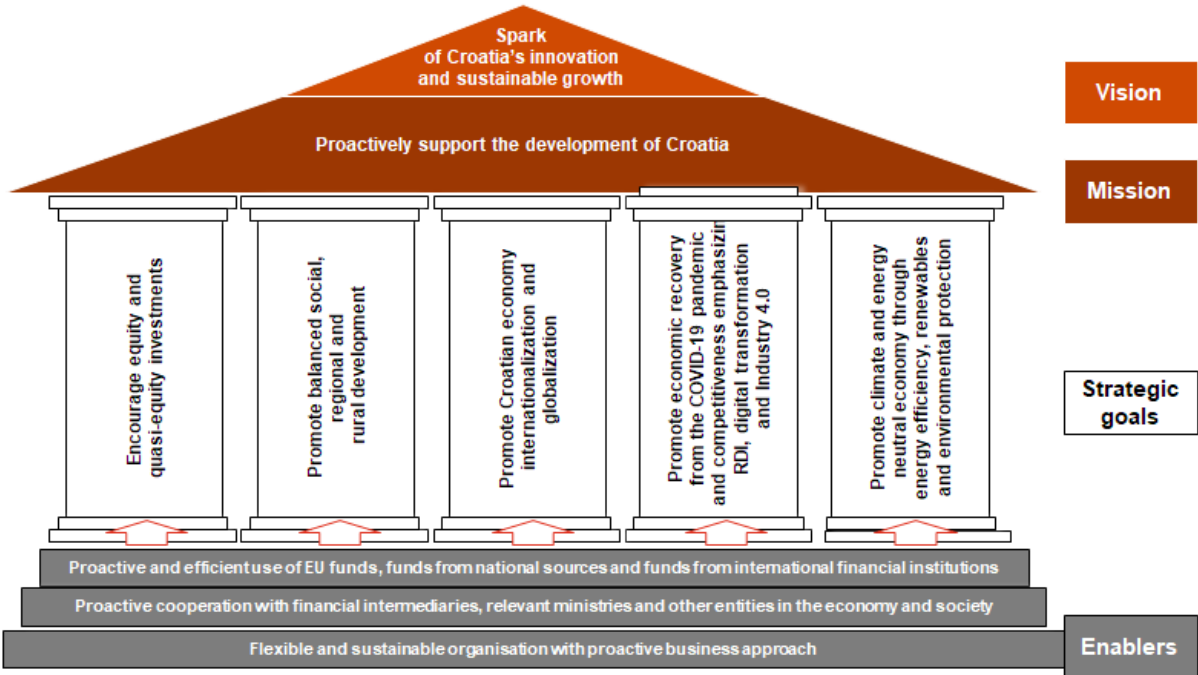 Spark
of Croatia's innovation
and sustainable growth
Vision
Proactively support the development of Croatia
Mission
Encourage equity and
quasi-equity investments
Promote balanced social,
regional and
rural development
Promote Croatian economy
internationalization and
globalization
Promote economic recovery
from the COVID-19 pandemic
and competitiveness emphasizin
RDI, digital transformation
and Industry 4.0
Promote climate and energy
neutral economy through
energy efficiency, renewables
and environmental protection
Strategic
goals
Proactive and efficient use of EU funds, funds from national sources and funds from international financial institutions
Proactive cooperation with financial intermediaries, relevant ministries and other entities in the economy and society
Flexible and sustainable organisation with proactive business approach
Enablers